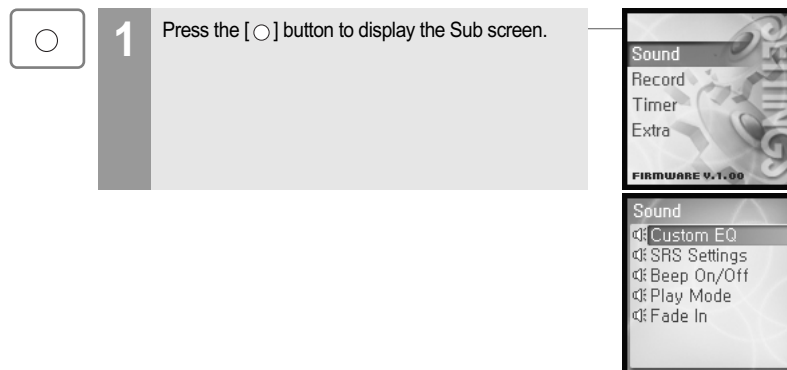 1
Press the [ ○ ] button to display the Sub screen.
SETTINGS
Sound
Record
Timer
Extra
FIRMWARE V.1.00
Sound
Custom EQ
SRS Settings
Beep On/Off
Play Mode
Fade In